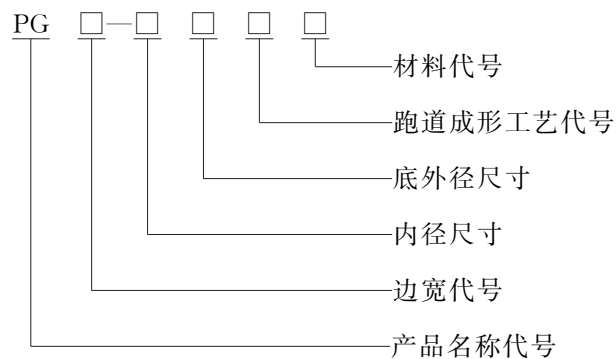 PG □—□ □ □ □
材料代号
跑道成形工艺代号
底外径尺寸
内径尺寸
边宽代号
产品名称代号